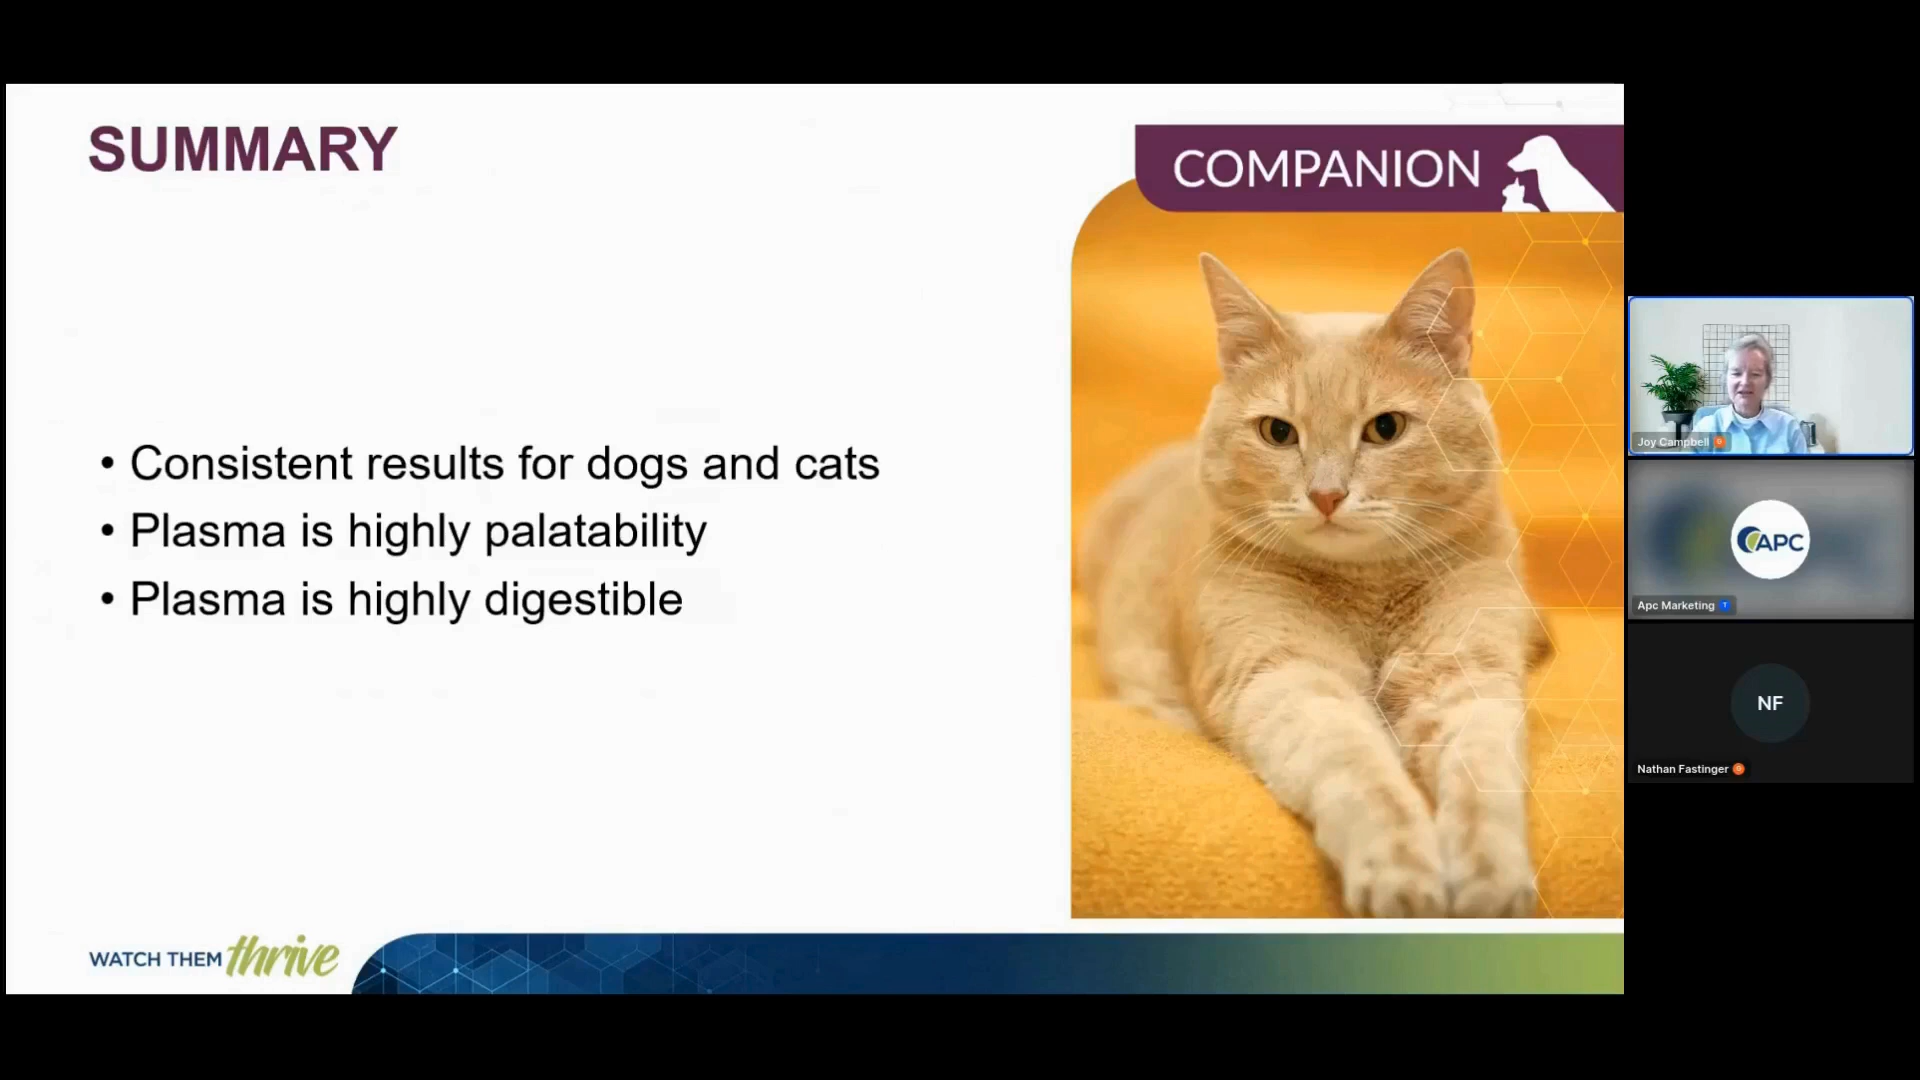 SUMMARY
COMPANION
• Consistent results for dogs and cats
• Plasma is highly palatability
• Plasma is highly digestible
WATCH THEM thrive
Joy Campbell G
APC
Apc Marketing T
NF
Nathan Fastinger G